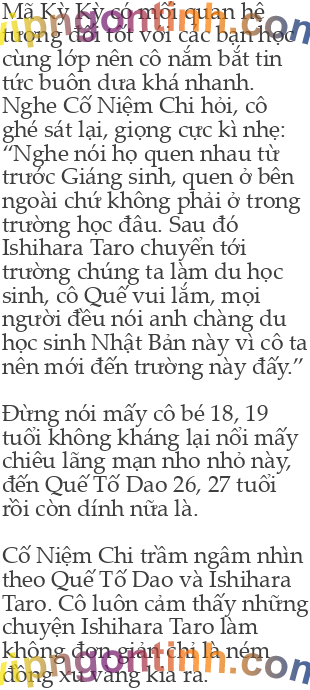 Mã Kỳ Kỳ có mối quan hệ
tương đối tốt với các bạn học
cùng lớp nên cô nắm bắt tin
tức buôn dưa khá nhanh.
Nghe Cố Niệm Chi hỏi, cô
ghé sát lại, giọng cực kì nhẹ:
“Nghe nói họ quen nhau từ
trước Giáng sinh, quen ở bên
ngoài chứ không phải ở trong
trường học đâu. Sau đó
Ishihara Taro chuyển tới
trường chúng ta làm du học
sinh, cô Quế vui lắm, mọi
người đều nói anh chàng du
học sinh Nhật Bản này vì cô ta
nên mới đến trường này đấy.”
Đừng nói mấy cô bé 18, 19
tuổi không kháng lại nổi mấy
chiêu lãng mạn nho nhỏ này,
đến Quế Tố Dao 26, 27 tuổi
rồi còn dính nữa là.
Cố Niệm Chi trầm ngâm nhìn
theo Quế Tố Dao và Ishihara
Taro. Cô luôn cảm thấy những
chuyện Ishihara Taro làm
không đơn giản chỉ là ném
đồng xu vàng kia ra.
vipngontinh.com
vipngontinh.com